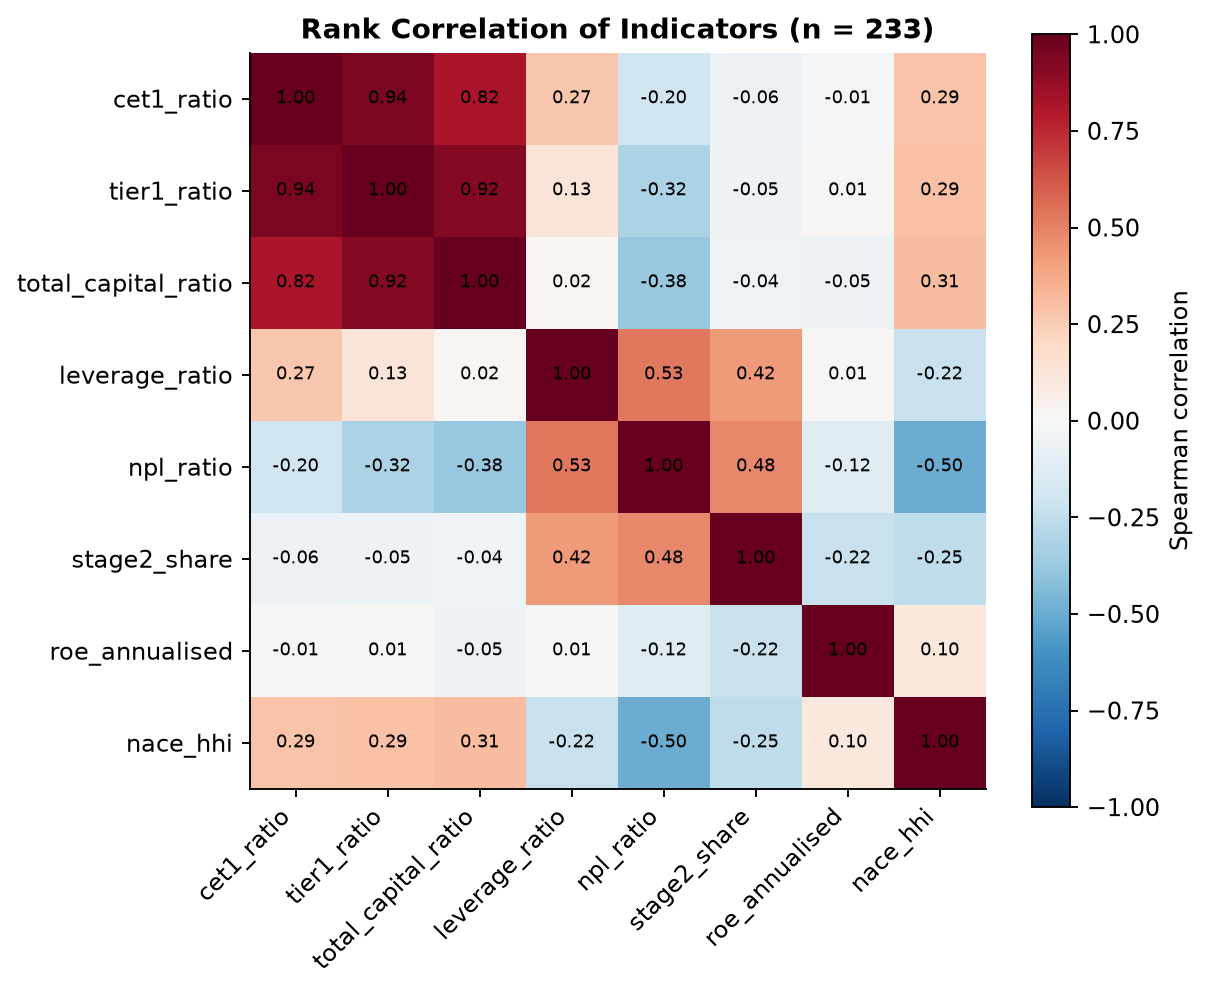 Rank Correlation of Indicators (n = 233)
cet1_ratio 1.00 0.94 0.82 0.27 -0.20 -0.06 -0.01 0.29
tier1_ratio 0.94 1.00 0.92 0.13 -0.32 -0.05 0.01 0.29
total_capital_ratio 0.82 0.92 1.00 0.02 -0.38 -0.04 -0.05 0.31
leverage_ratio 0.27 0.13 0.02 1.00 0.53 0.42 0.01 -0.22
npl_ratio -0.20 -0.32 -0.38 0.53 1.00 0.48 -0.12 -0.50
stage2_share -0.06 -0.05 -0.04 0.42 0.48 1.00 -0.22 -0.25
roe_annualised -0.01 0.01 -0.05 0.01 -0.12 -0.22 1.00 0.10
nace_hhi 0.29 0.29 0.31 -0.22 -0.50 -0.25 0.10 1.00
cet1_ratio tier1_ratio total_capital_ratio leverage_ratio npl_ratio stage2_share roe_annualised nace_hhi
1.00
0.75
0.50
0.25
0.00
−0.25
−0.50
−0.75
−1.00
Spearman correlation